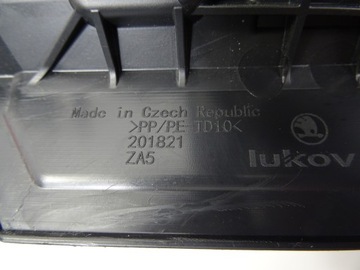 Made in Czech Republic
>PP/PE TD10<
201821
ZA5
lukov